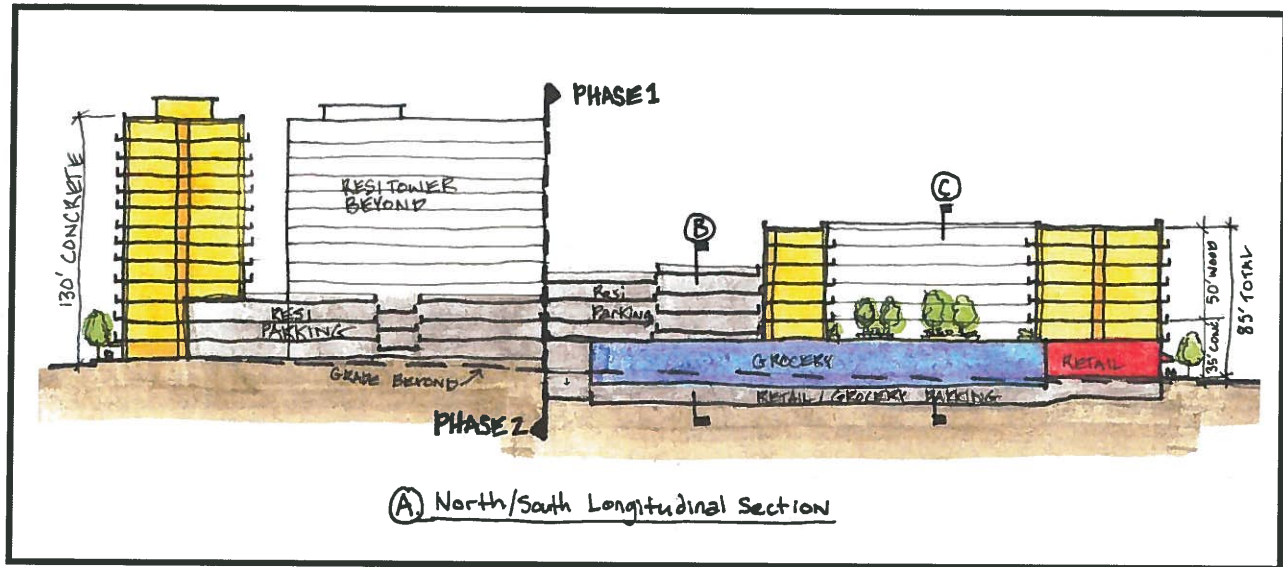 PHASE 1
130' CONCRETE
RESI TOWER
BEYOND
C
B
RESI
PARKING
Resi
Parking
50' WOOD
35' CONC
85' TOTAL
GROCERY
RETAIL
GRADE BEYOND
RETAIL / GROCERY PARKING
PHASE 2
A North/South Longitudinal Section